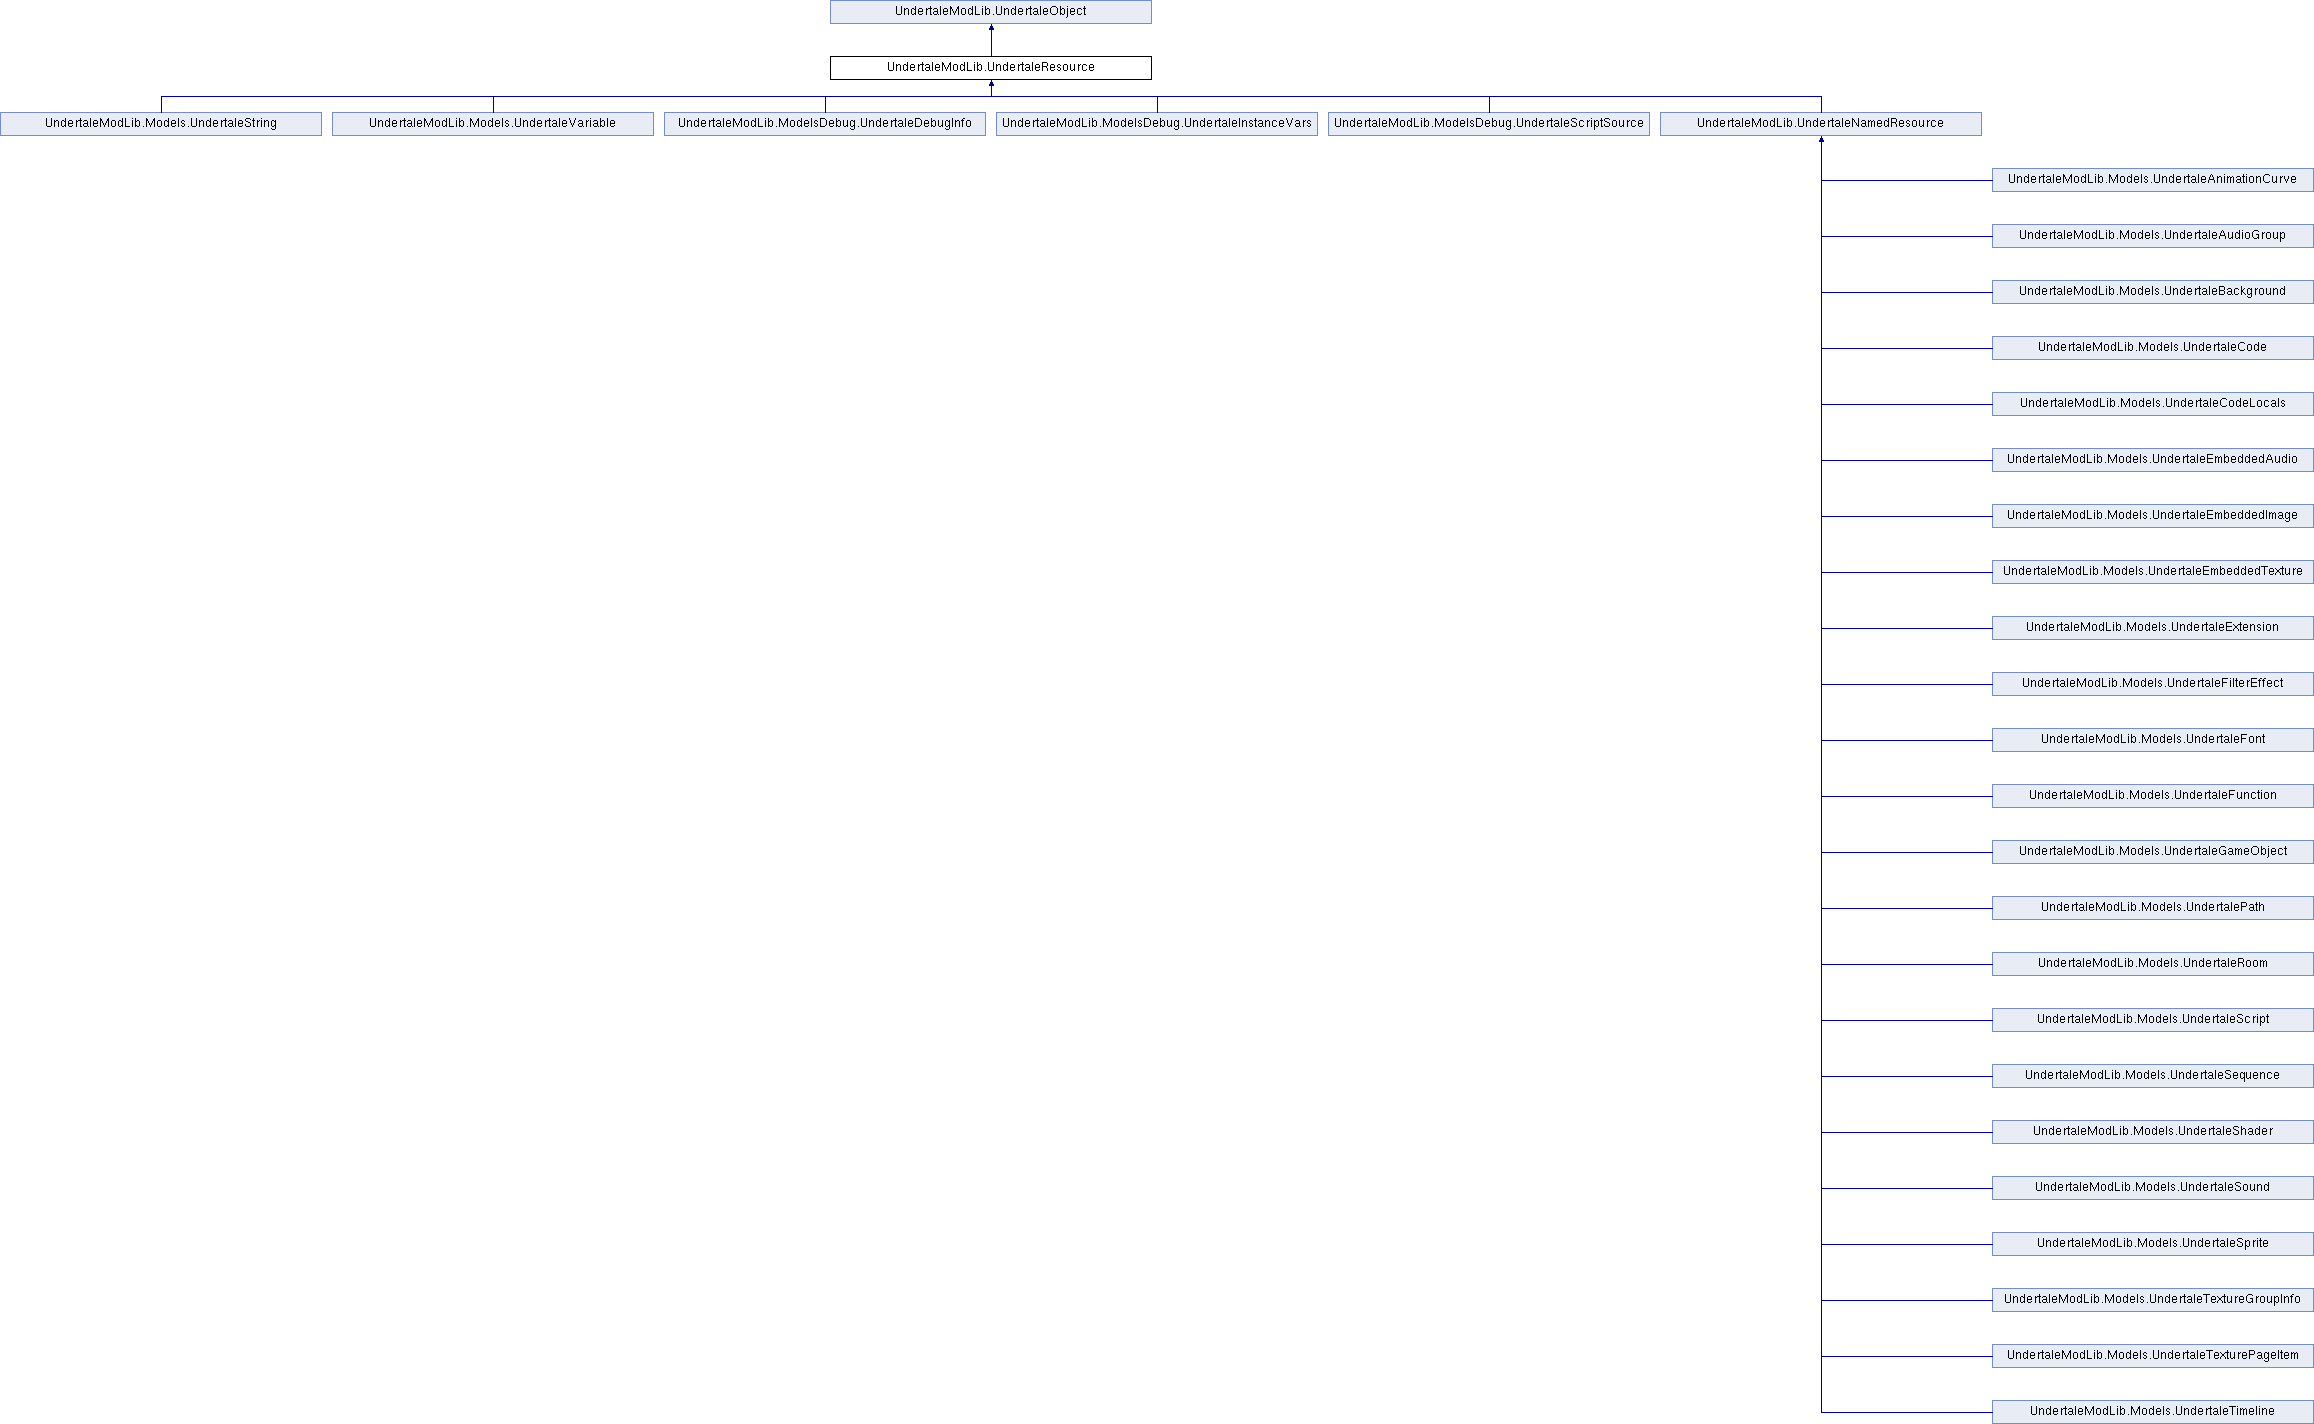 UndertaleModLib.UndertaleObject
UndertaleModLib.UndertaleResource
UndertaleModLib.Models.UndertaleString
UndertaleModLib.Models.UndertaleVariable
UndertaleModLib.ModelsDebug.UndertaleDebugInfo
UndertaleModLib.ModelsDebug.UndertaleInstanceVars
UndertaleModLib.ModelsDebug.UndertaleScriptSource
UndertaleModLib.UndertaleNamedResource
UndertaleModLib.Models.UndertaleAnimationCurve
UndertaleModLib.Models.UndertaleAudioGroup
UndertaleModLib.Models.UndertaleBackground
UndertaleModLib.Models.UndertaleCode
UndertaleModLib.Models.UndertaleCodeLocals
UndertaleModLib.Models.UndertaleEmbeddedAudio
UndertaleModLib.Models.UndertaleEmbeddedImage
UndertaleModLib.Models.UndertaleEmbeddedTexture
UndertaleModLib.Models.UndertaleExtension
UndertaleModLib.Models.UndertaleFilterEffect
UndertaleModLib.Models.UndertaleFont
UndertaleModLib.Models.UndertaleFunction
UndertaleModLib.Models.UndertaleGameObject
UndertaleModLib.Models.UndertalePath
UndertaleModLib.Models.UndertaleRoom
UndertaleModLib.Models.UndertaleScript
UndertaleModLib.Models.UndertaleSequence
UndertaleModLib.Models.UndertaleShader
UndertaleModLib.Models.UndertaleSound
UndertaleModLib.Models.UndertaleSprite
UndertaleModLib.Models.UndertaleTextureGroupInfo
UndertaleModLib.Models.UndertaleTexturePageItem
UndertaleModLib.Models.UndertaleTimeline